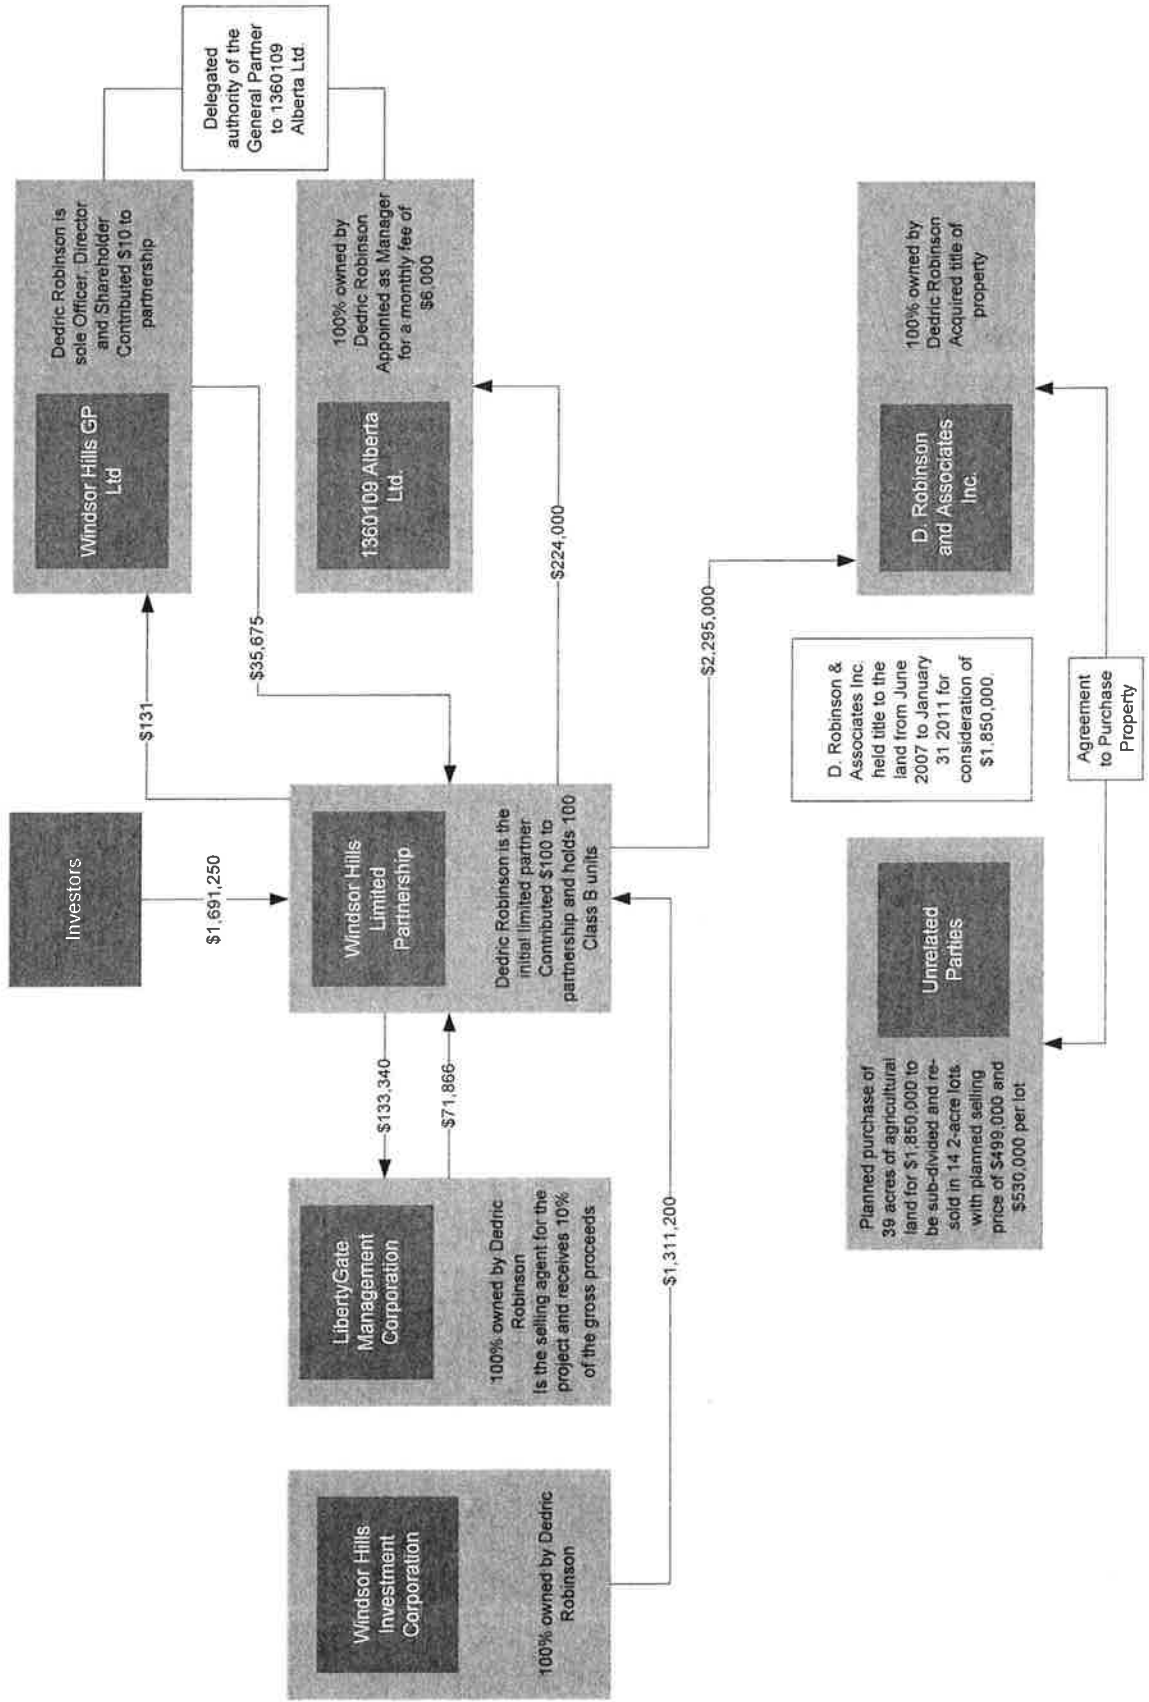 Windsor Hills
Investment
Corporation
100% owned by Dedric
Robinson
$1,311,200
LibertyGate
Management
Corporation
100% owned by Dedric
Robinson
Is the selling agent for the
project and receives 10%
of the gross proceeds
$133,340
$71,866
Investors
$1,691,250
Windsor Hills
Limited
Partnership
Dedric Robinson is the
initial limited partner
Contributed $100 to
partnership and holds 100
Class B units
$131
$35,675
$224,000
$2,295,000
Windsor Hills GP
Ltd
Dedric Robinson is
sole Officer, Director
and Shareholder
Contributed $10 to
partnership
1360109 Alberta
Ltd.
100% owned by
Dedric Robinson
Appointed as Manager
for a monthly fee of
$6,000
Delegated
authority of the
General Partner
to 1360109
Alberta Ltd.
Planned purchase of
39 acres of agricultural
land for $1,850,000 to
be sub-divided and re-
sold in 14 2-acre lots
with planned selling
price of $499,000 and
$530,000 per lot
Unrelated
Parties
D. Robinson &
Associates Inc.
held title to the
land from June
2007 to January
31 2011 for
consideration of
$1,850,000.
D. Robinson
and Associates
Inc.
100% owned by
Dedric Robinson
Acquired title of
property
Agreement
to Purchase
Property